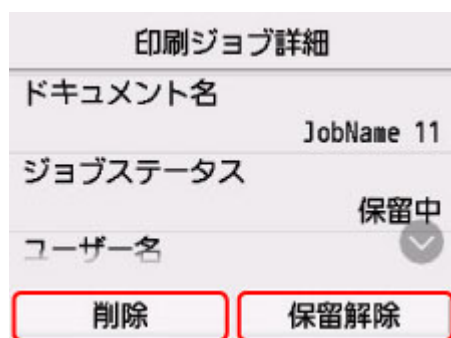 印刷ジョブ詳細
ドキュメント名
JobName 11
ジョブステータス
保留中
ユーザー名
削除
保留解除